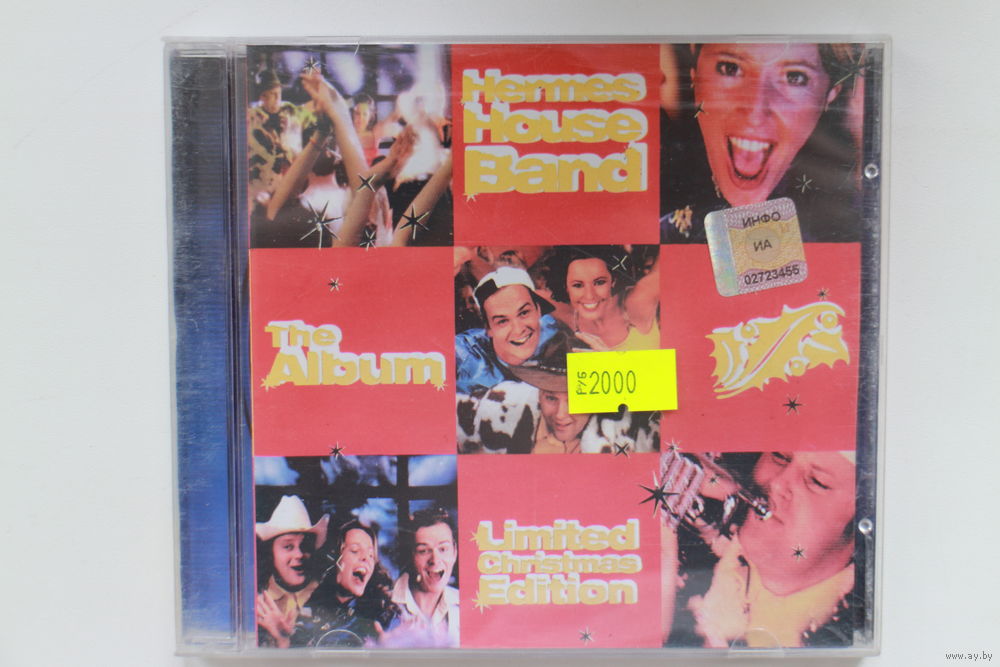 Hermes
House
Band
ИНФО
ИА
02723455
The
Album
РУБ 2000
Limited
Christmas
Edition
www.ay.by